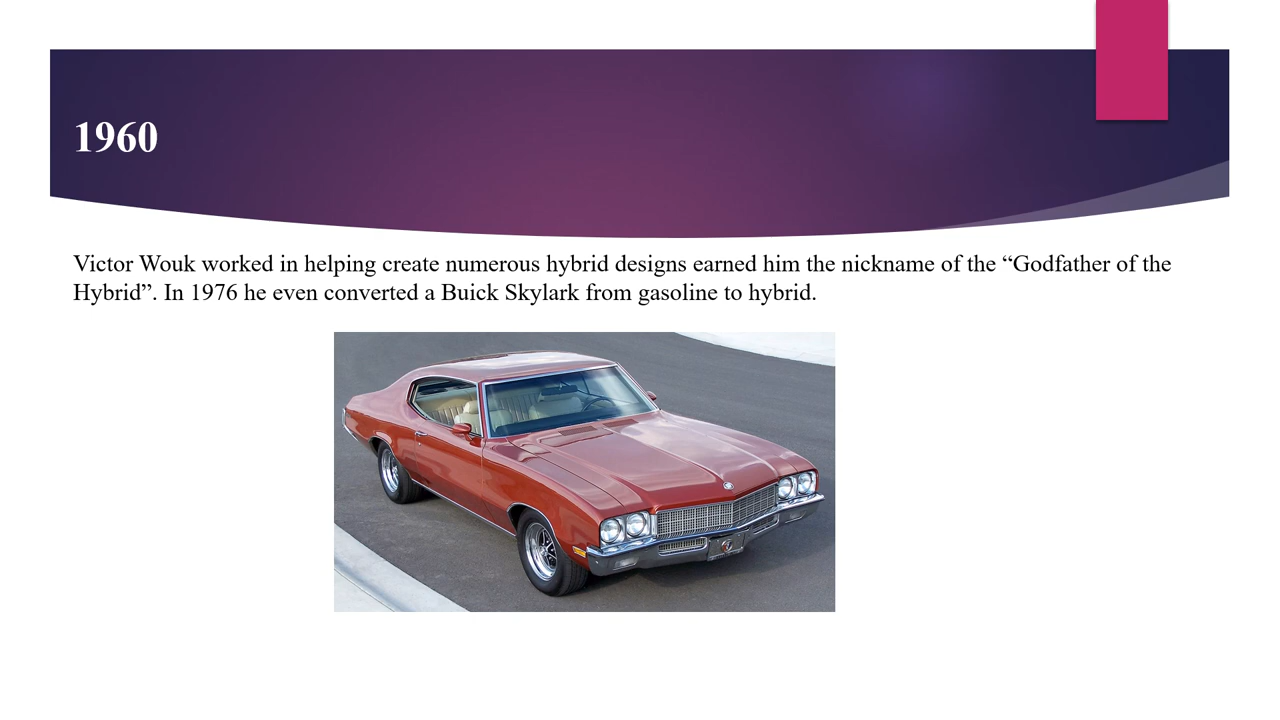 1960
Victor Wouk worked in helping create numerous hybrid designs earned him the nickname of the “Godfather of the
Hybrid”. In 1976 he even converted a Buick Skylark from gasoline to hybrid.